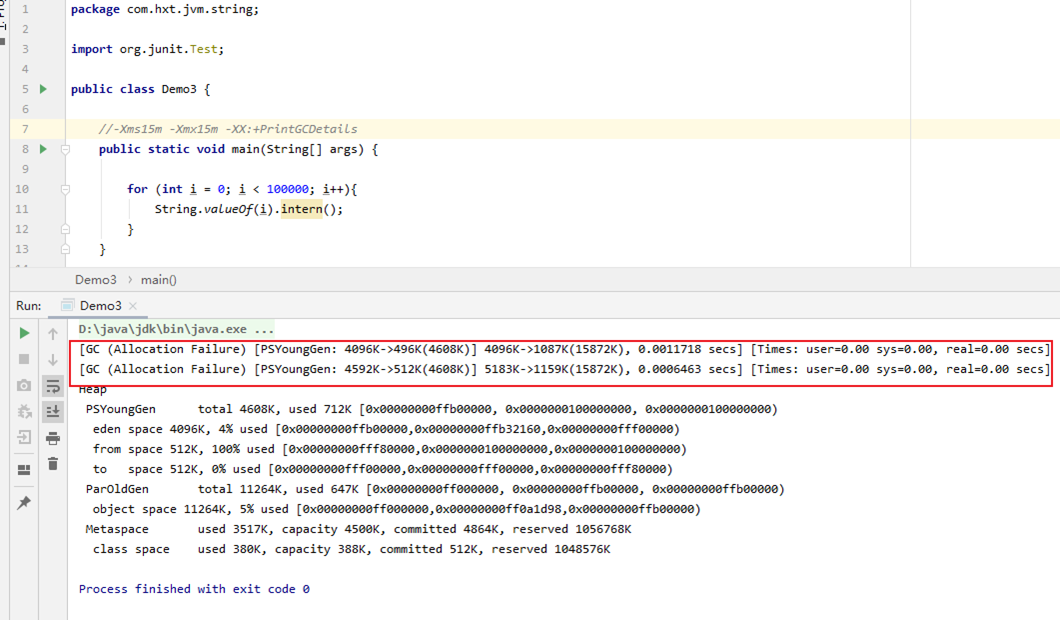 1 package com.hxt.jvm.string;
2
3 import org.junit.Test;
4
5 public class Demo3 {
6
7 //-Xms15m -Xmx15m -XX:+PrintGCDetails
8 public static void main(String[] args) {
9
10 for (int i = 0; i < 100000; i++){
11 String.valueOf(i).intern();
12 }
13 }
Demo3 › main()
Run: Demo3 ×
D:\java\jdk\bin\java.exe ...
[GC (Allocation Failure) [PSYoungGen: 4096K->496K(4608K)] 4096K->1087K(15872K), 0.0011718 secs] [Times: user=0.00 sys=0.00, real=0.00 secs]
[GC (Allocation Failure) [PSYoungGen: 4592K->512K(4608K)] 5183K->1159K(15872K), 0.0006463 secs] [Times: user=0.00 sys=0.00, real=0.00 secs]
Heap
PSYoungGen total 4608K, used 712K [0x00000000ffb00000, 0x0000000100000000, 0x0000000100000000)
eden space 4096K, 4% used [0x00000000ffb00000,0x00000000ffb32160,0x00000000fff00000)
from space 512K, 100% used [0x00000000fff80000,0x0000000100000000,0x0000000100000000)
to space 512K, 0% used [0x00000000fff00000,0x00000000fff00000,0x00000000fff80000)
ParOldGen total 11264K, used 647K [0x00000000ff000000, 0x00000000ffb00000, 0x00000000ffb00000)
object space 11264K, 5% used [0x00000000ff000000,0x00000000ff0a1d98,0x00000000ffb00000)
Metaspace used 3517K, capacity 4500K, committed 4864K, reserved 1056768K
class space used 380K, capacity 388K, committed 512K, reserved 1048576K
Process finished with exit code 0